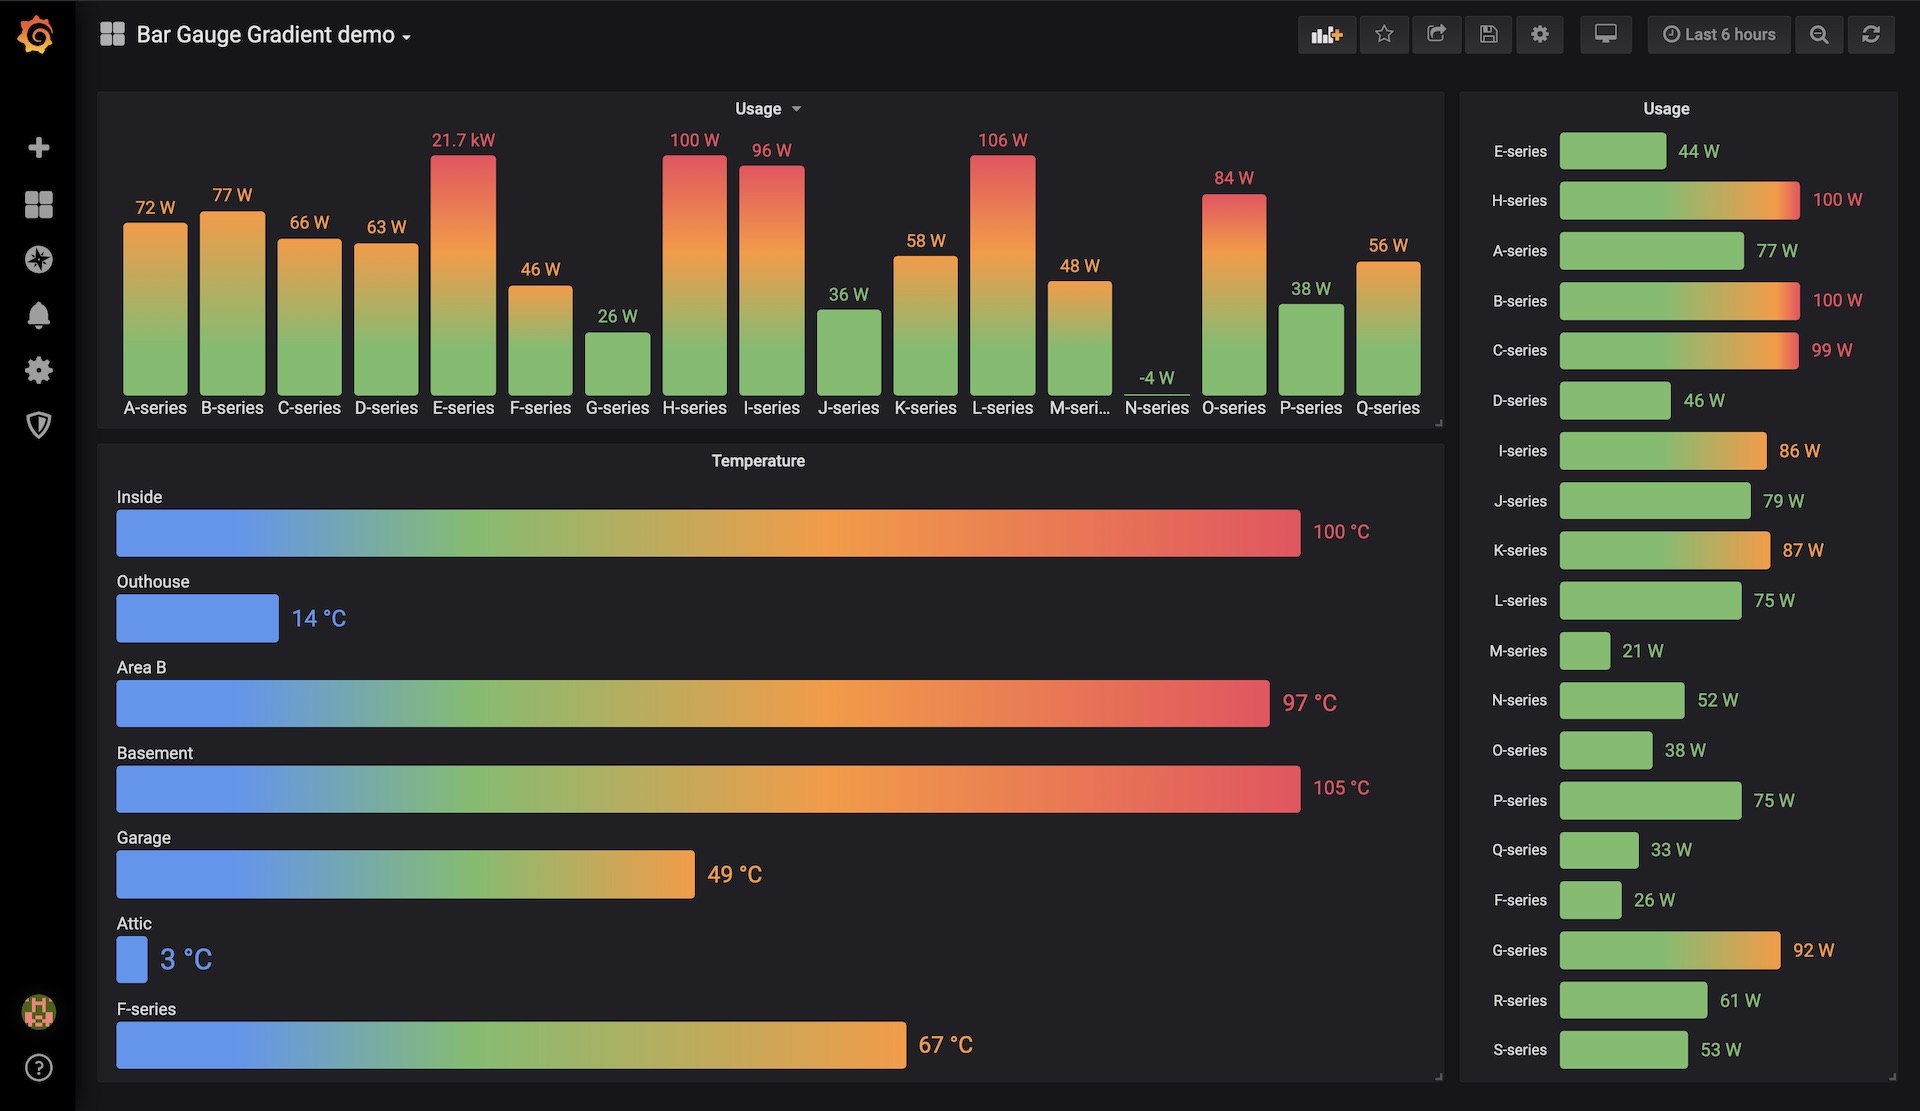 Bar Gauge Gradient demo
Last 6 hours
Usage
72 W
77 W
66 W
63 W
21.7 kW
46 W
26 W
100 W
96 W
36 W
58 W
106 W
48 W
-4 W
84 W
38 W
56 W
A-series
B-series
C-series
D-series
E-series
F-series
G-series
H-series
I-series
J-series
K-series
L-series
M-seri...
N-series
O-series
P-series
Q-series
Temperature
Inside
100 °C
Outhouse
14 °C
Area B
97 °C
Basement
105 °C
Garage
49 °C
Attic
3 °C
F-series
67 °C
Usage
E-series 44 W
H-series 100 W
A-series 77 W
B-series 100 W
C-series 99 W
D-series 46 W
I-series 86 W
J-series 79 W
K-series 87 W
L-series 75 W
M-series 21 W
N-series 52 W
O-series 38 W
P-series 75 W
Q-series 33 W
F-series 26 W
G-series 92 W
R-series 61 W
S-series 53 W